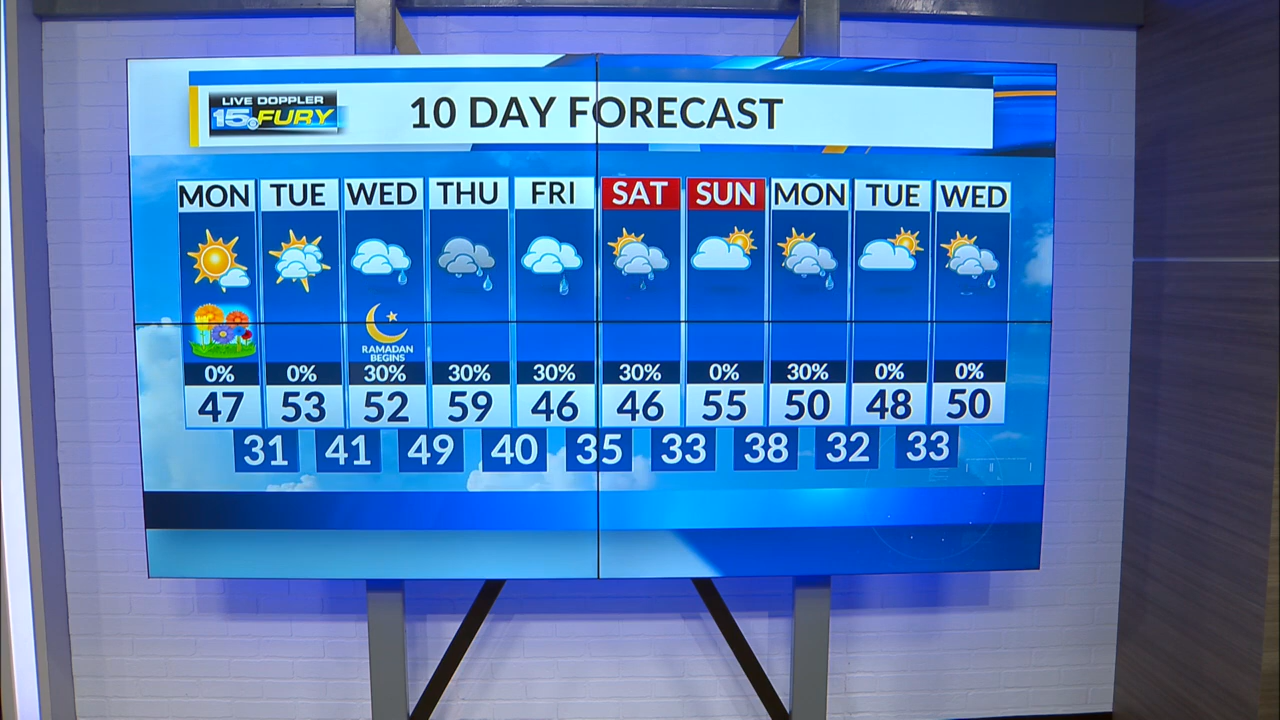 LIVE DOPPLER
15 FURY
10 DAY FORECAST
MON TUE WED THU FRI SAT SUN MON TUE WED
RAMADAN
BEGINS
0% 0% 30% 30% 30% 30% 0% 30% 0% 0%
47 53 52 59 46 46 55 50 48 50
31 41 49 40 35 33 38 32 33